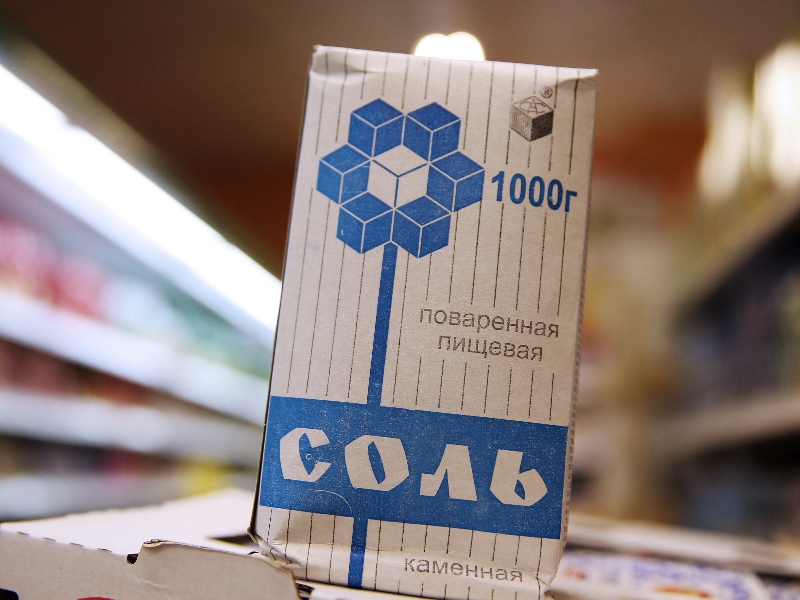 1000г
поваренная
пищевая
соль
каменная